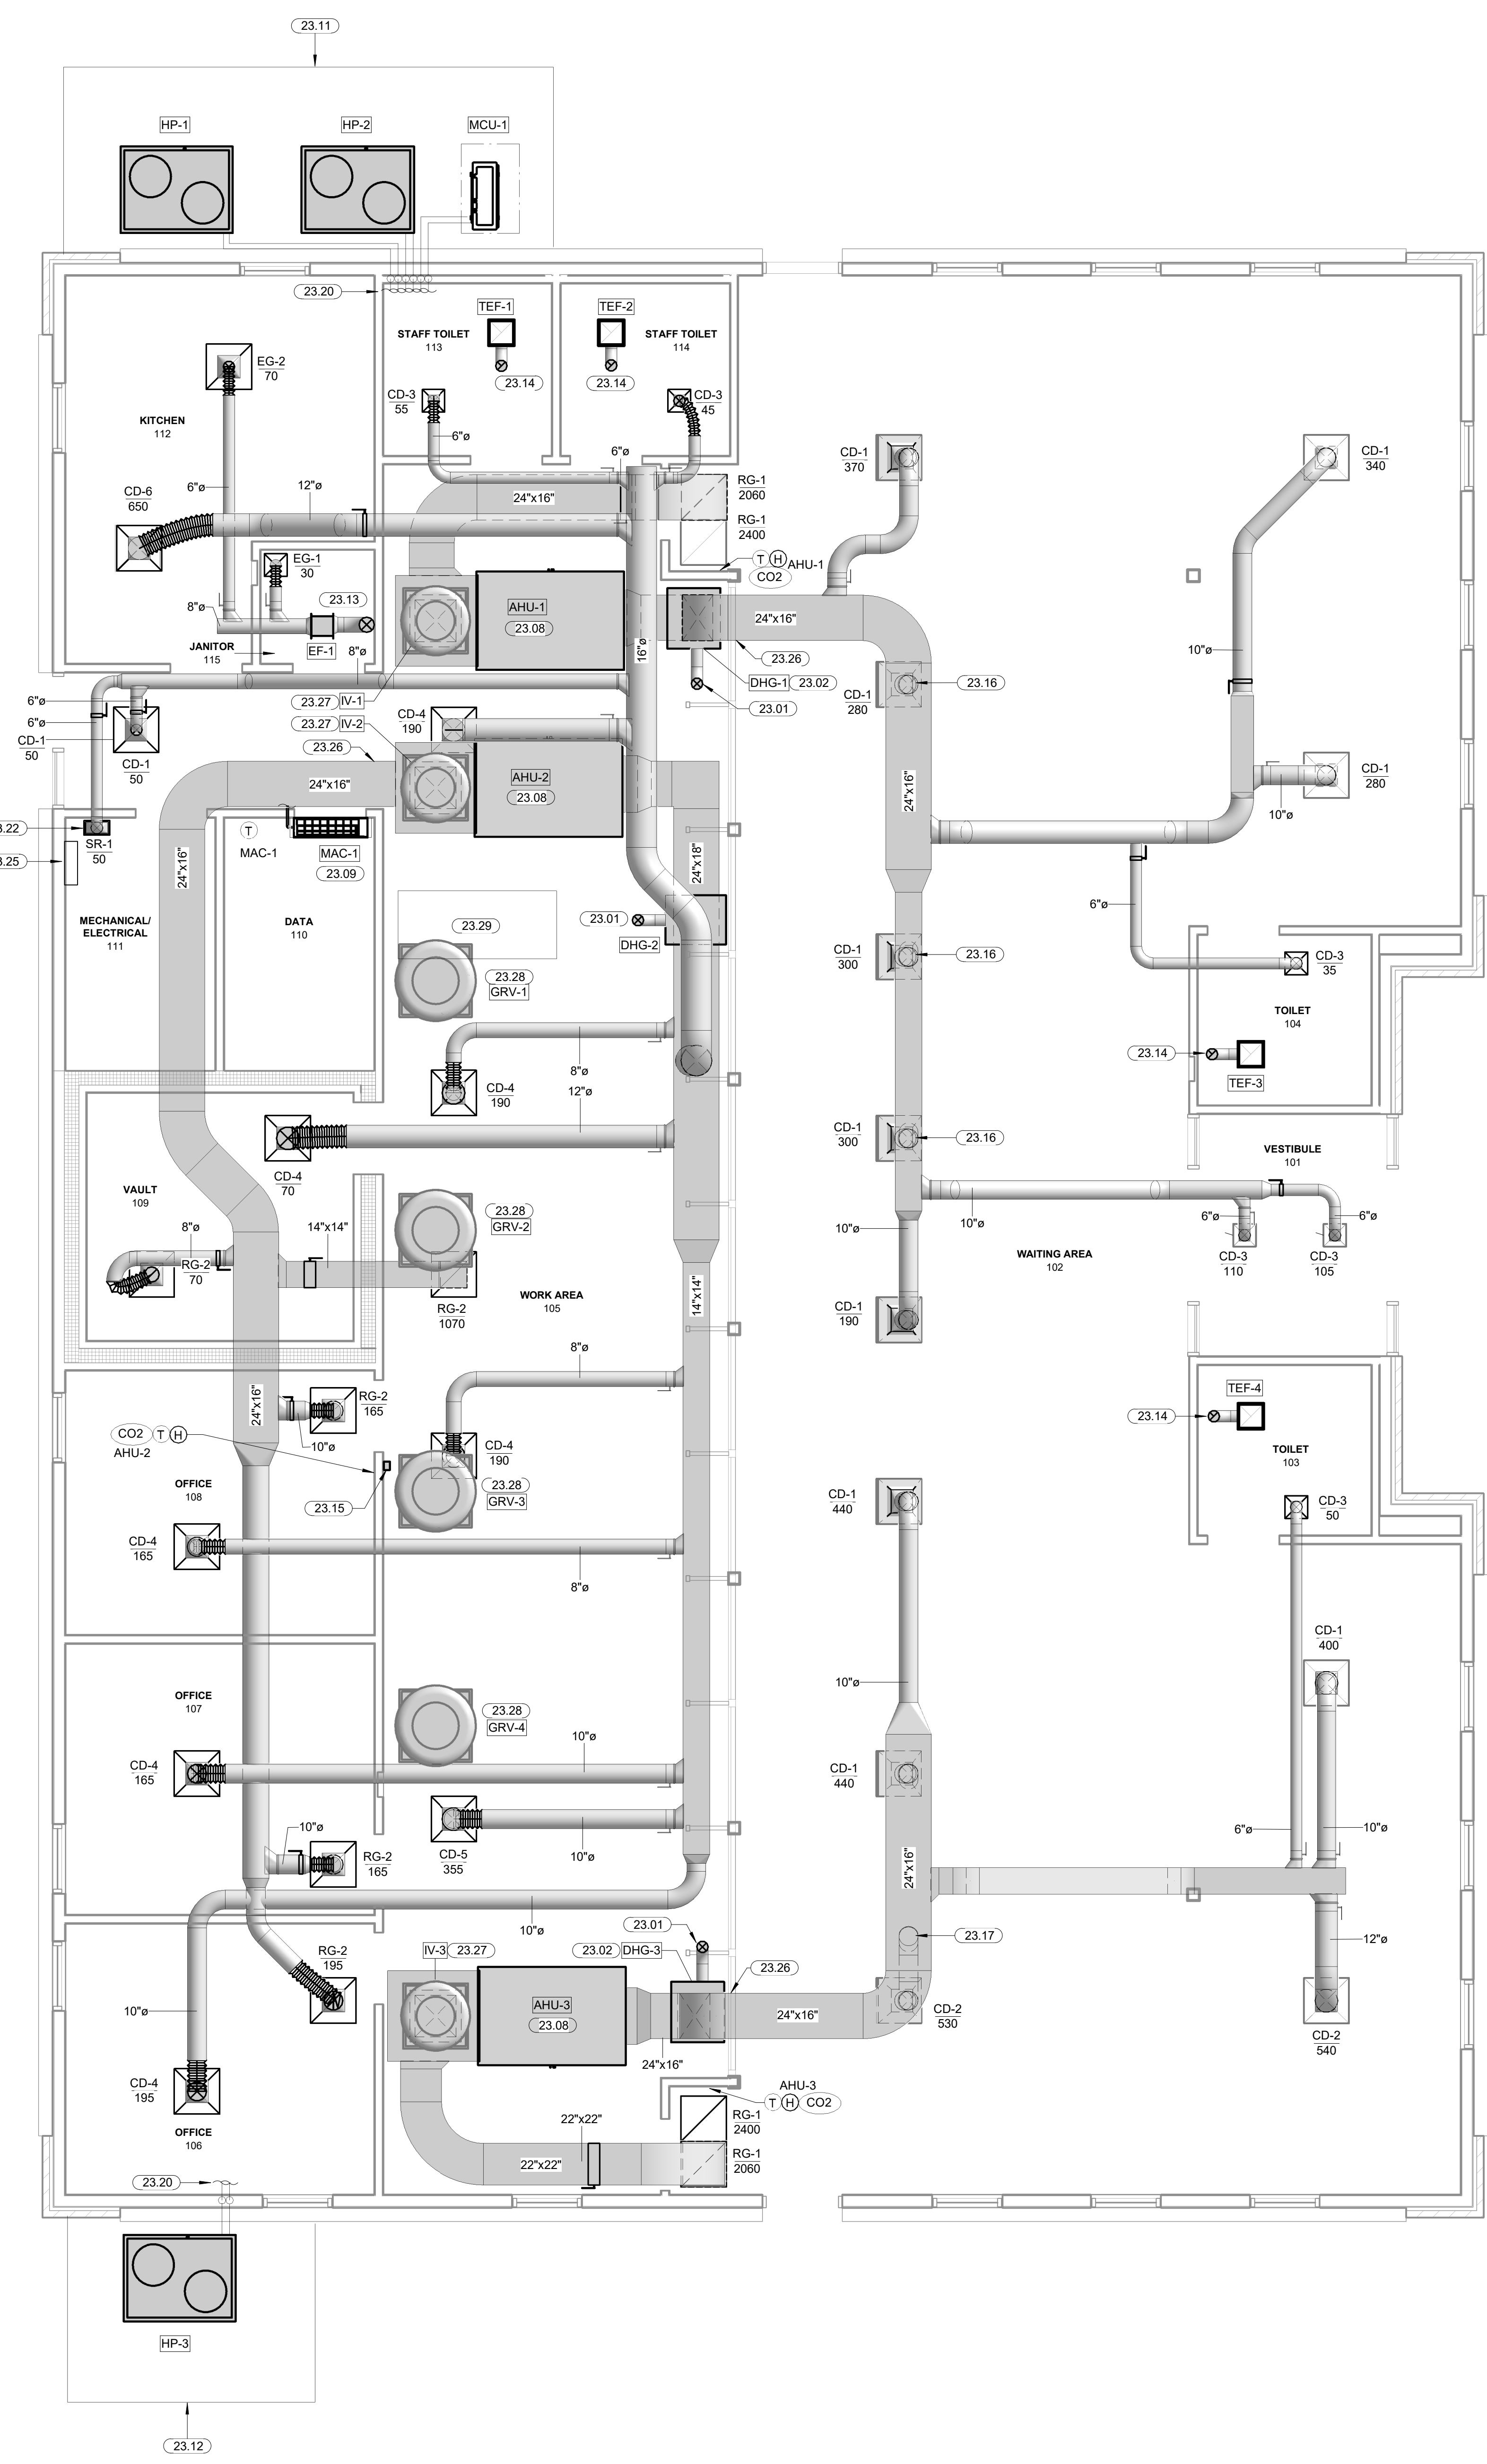 23.11
HP-1
HP-2
MCU-1
23.20
TEF-1
TEF-2
STAFF TOILET
113
STAFF TOILET
114
23.14
23.14
EG-2
70
CD-3
55
CD-3
45
KITCHEN
112
6"ø
6"ø
CD-1
370
CD-1
340
CD-6
650
6"ø
12"ø
24"x16"
RG-1
2060
RG-1
2400
EG-1
30
T
H
AHU-1
CO2
8"ø
23.13
AHU-1
23.08
24"x16"
JANITOR
115
EF-1
8"ø
16"ø
10"ø
23.26
6"ø
6"ø
CD-1
50
CD-1
50
23.27
IV-1
23.27
IV-2
CD-4
190
DHG-1
23.02
23.01
CD-1
280
23.16
23.26
24"x16"
AHU-2
23.08
24"x16"
CD-1
280
10"ø
SR-1
50
T
MAC-1
MAC-1
23.09
24"x16"
24"x18"
6"ø
MECHANICAL/
ELECTRICAL
111
DATA
110
23.29
23.01
DHG-2
23.28
GRV-1
CD-1
300
23.16
CD-3
35
TOILET
104
8"ø
23.14
TEF-3
CD-4
190
12"ø
CD-1
300
23.16
VESTIBULE
101
CD-4
70
VAULT
109
8"ø
RG-2
70
14"x14"
23.28
GRV-2
10"ø
10"ø
6"ø
6"ø
CD-3
110
CD-3
105
WAITING AREA
102
RG-2
1070
WORK AREA
105
14"x14"
CD-1
190
8"ø
24"x16"
RG-2
165
TEF-4
23.14
CO2
T
H
AHU-2
10"ø
CD-4
190
TOILET
103
OFFICE
108
23.15
23.28
GRV-3
CD-1
440
CD-3
50
CD-4
165
8"ø
CD-1
400
OFFICE
107
10"ø
23.28
GRV-4
10"ø
CD-4
165
CD-1
440
10"ø
RG-2
165
CD-5
355
10"ø
6"ø
10"ø
24"x16"
10"ø
23.01
23.17
RG-2
195
IV-3
23.27
23.02
DHG-3
23.26
12"ø
10"ø
AHU-3
23.08
24"x16"
CD-2
530
24"x16"
CD-2
540
CD-4
195
AHU-3
T
H
CO2
22"x22"
RG-1
2400
OFFICE
106
22"x22"
RG-1
2060
23.20
HP-3
23.12